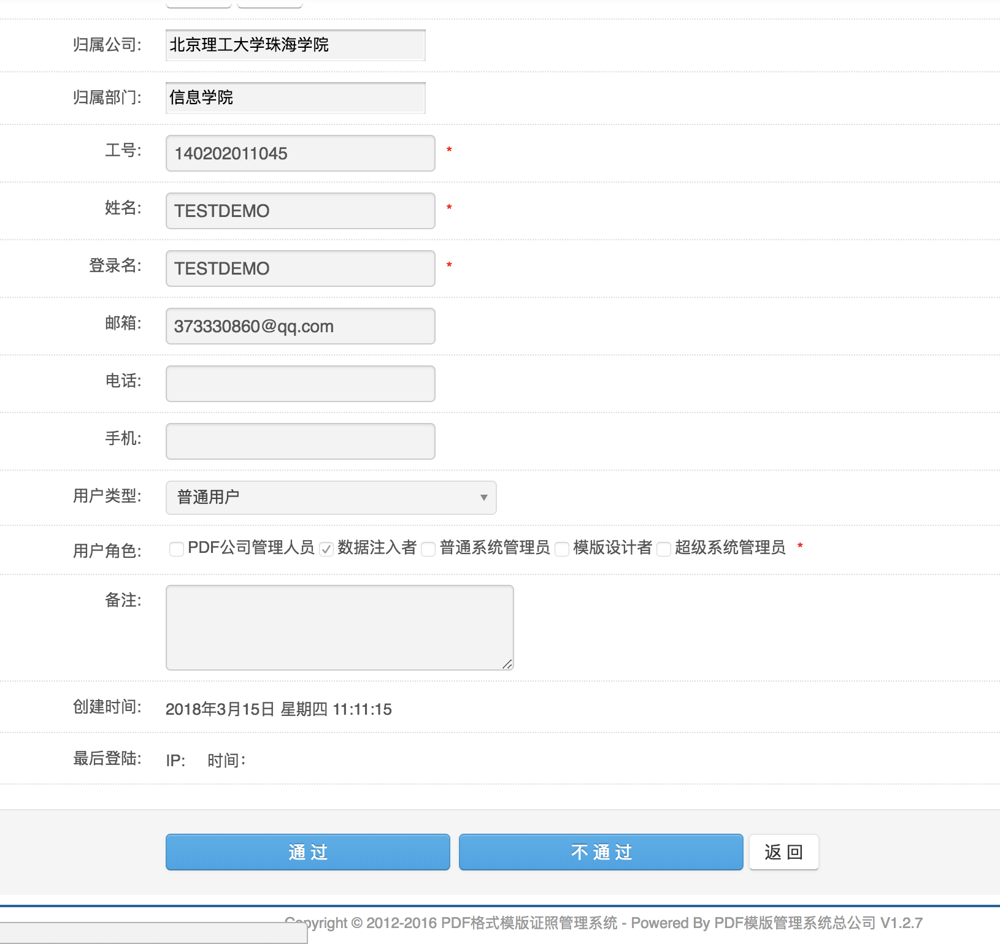 归属公司: 北京理工大学珠海学院
归属部门: 信息学院
工号: 140202011045 *
姓名: TESTDEMO *
登录名: TESTDEMO *
邮箱: 373330860@qq.com
电话:
手机:
用户类型: 普通用户
用户角色: PDF公司管理人员 数据注入者 普通系统管理员 模版设计者 超级系统管理员 *
备注:
创建时间: 2018年3月15日 星期四 11:11:15
最后登陆: IP: 时间:
通过 不通过 返回
Copyright © 2012-2016 PDF格式模版证照管理系统 - Powered By PDF模版管理系统总公司 V1.2.7